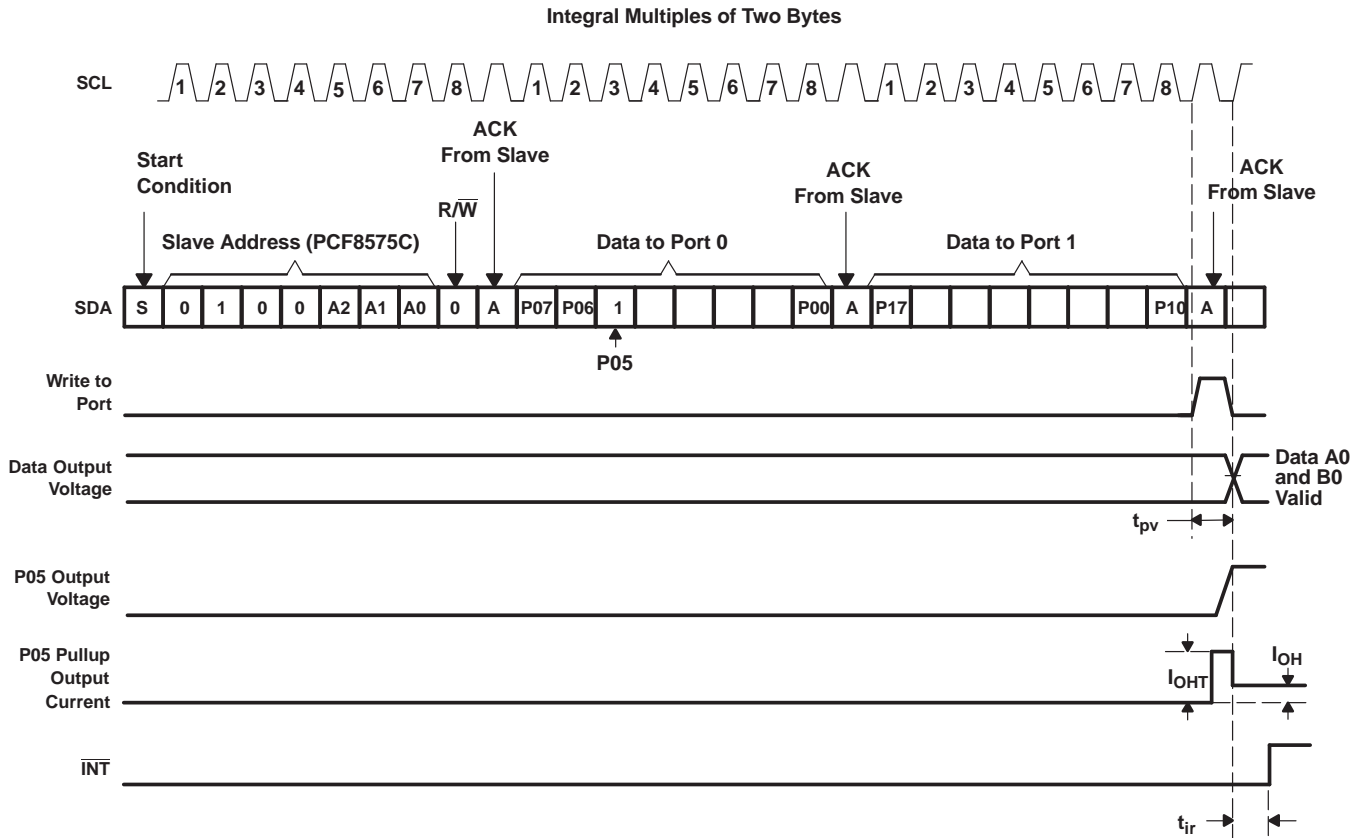 Integral Multiples of Two Bytes
SCL
1 2 3 4 5 6 7 8 1 2 3 4 5 6 7 8 1 2 3 4 5 6 7 8
Start
Condition
ACK
From Slave
R/W̅
ACK
From Slave
ACK
From Slave
Slave Address (PCF8575C)
Data to Port 0
Data to Port 1
SDA
S 0 1 0 0 A2 A1 A0 0 A P07 P06 1 P00 A P17 P10 A
P05
Write to
Port
Data Output
Voltage
Data A0
and B0
Valid
tpv
P05 Output
Voltage
P05 Pullup
Output
Current
IOHT
IOH
I̅N̅T̅
tir